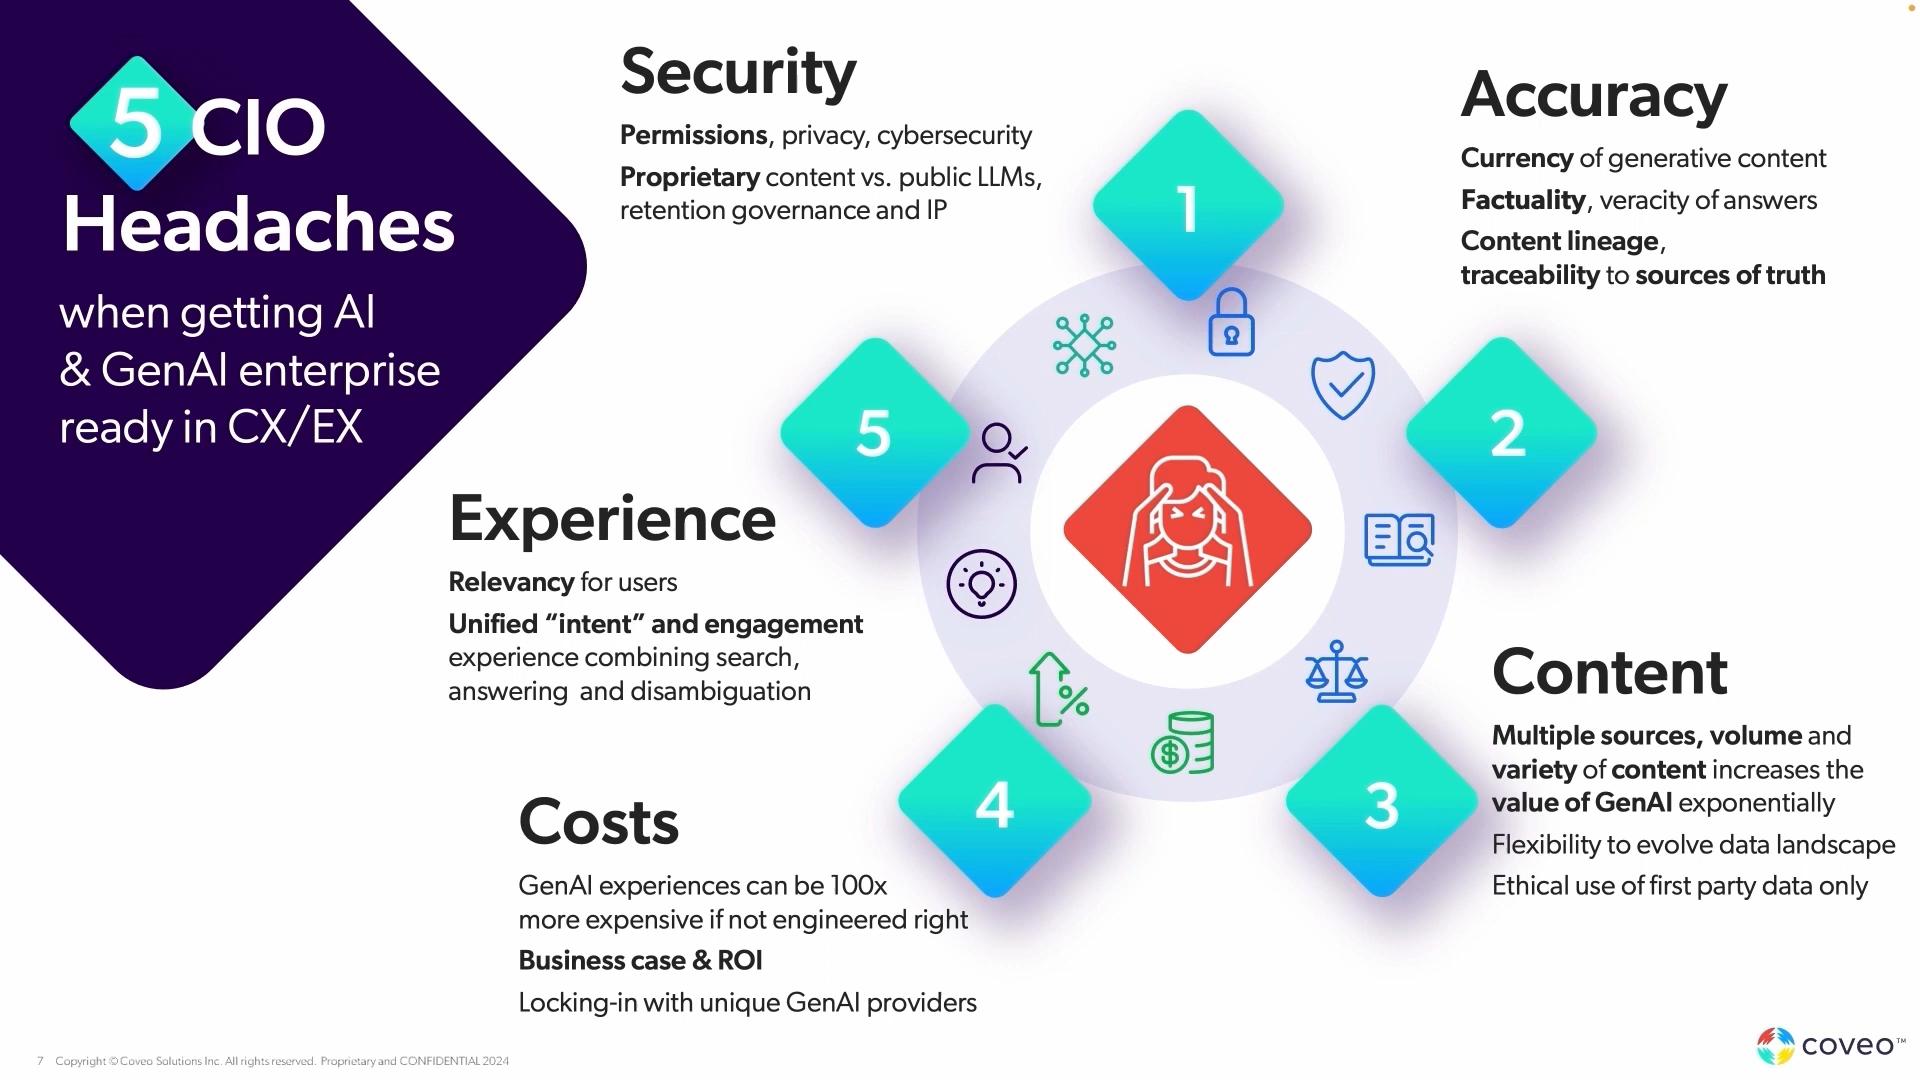 5 CIO
Headaches
when getting AI
& GenAI enterprise
ready in CX/EX
Security
Permissions, privacy, cybersecurity
Proprietary content vs. public LLMs,
retention governance and IP
1
Accuracy
Currency of generative content
Factuality, veracity of answers
Content lineage,
traceability to sources of truth
2
Content
Multiple sources, volume and
variety of content increases the
value of GenAI exponentially
Flexibility to evolve data landscape
Ethical use of first party data only
3
Costs
GenAI experiences can be 100x
more expensive if not engineered right
Business case & ROI
Locking-in with unique GenAI providers
4
Experience
Relevancy for users
Unified “intent” and engagement
experience combining search,
answering and disambiguation
5
%
$
7 Copyright © Coveo Solutions Inc. All rights reserved. Proprietary and CONFIDENTIAL 2024
coveo™